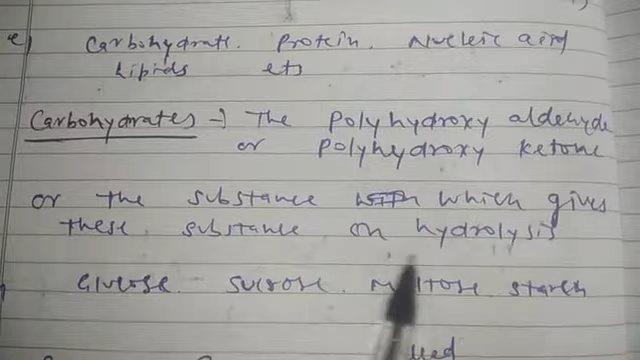 e) Carbohydrate. Protein. Nucleic acid
Lipids etc
Carbohydrates → The Polyhydroxy aldehyde
or Polyhydroxy Ketone
or the substance which gives
these substance on hydrolysis
Glucose. Sucrose. Maltose starch